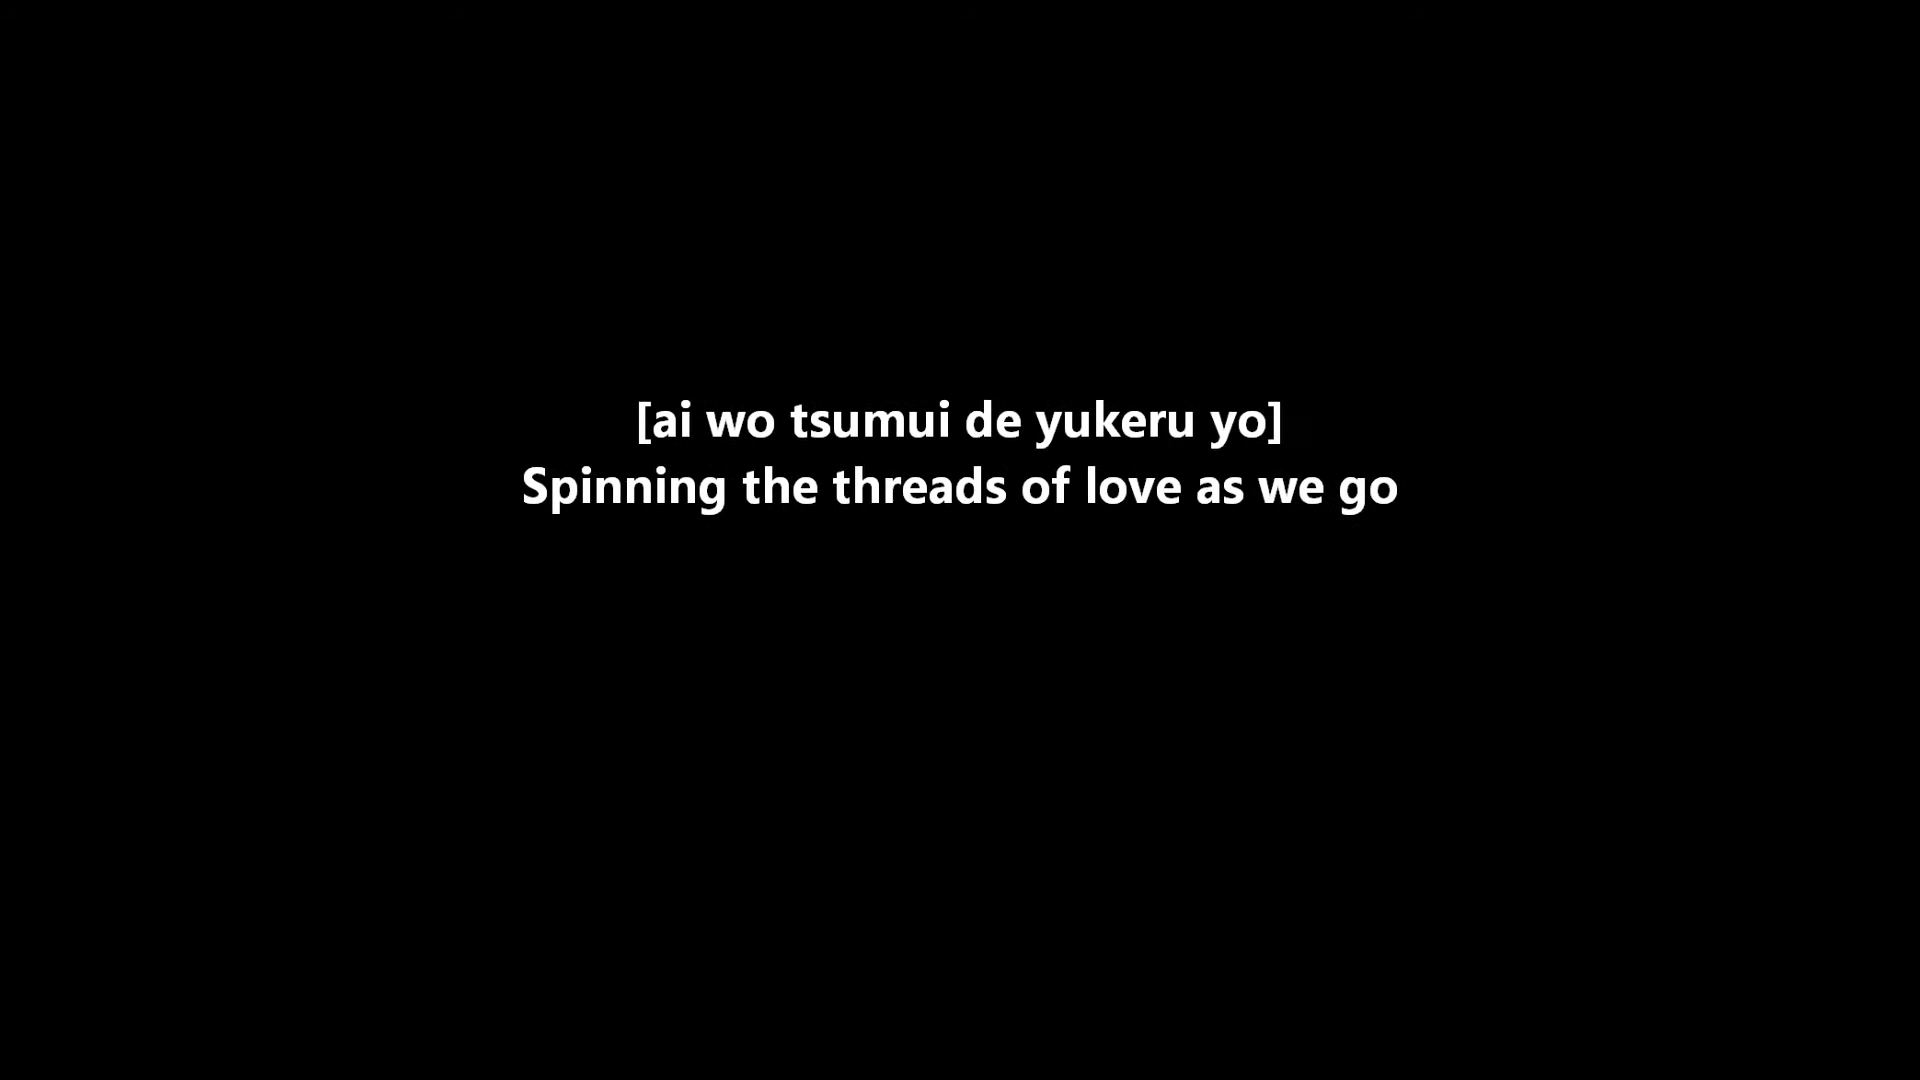 [ai wo tsumui de yukeru yo]
Spinning the threads of love as we go